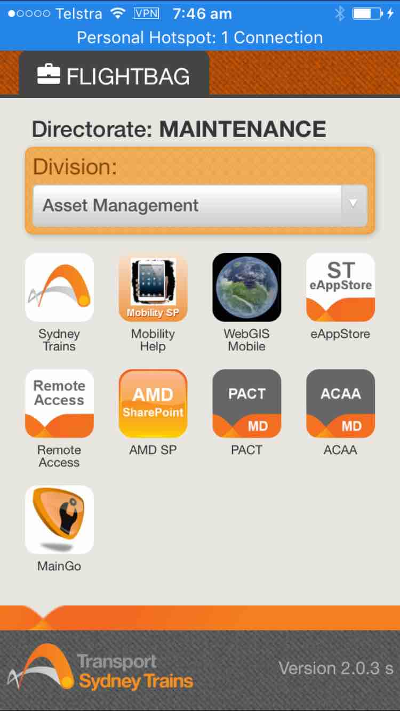 Telstra VPN 7:46 am
Personal Hotspot: 1 Connection
FLIGHTBAG
Directorate: MAINTENANCE
Division:
Asset Management
Sydney
Trains
Mobility SP
Mobility
Help
WebGIS
Mobile
ST
eAppStore
eAppStore
Remote
Access
Remote
Access
AMD
SharePoint
AMD SP
PACT
MD
PACT
ACAA
MD
ACAA
MainGo
Transport
Sydney Trains
Version 2.0.3 s